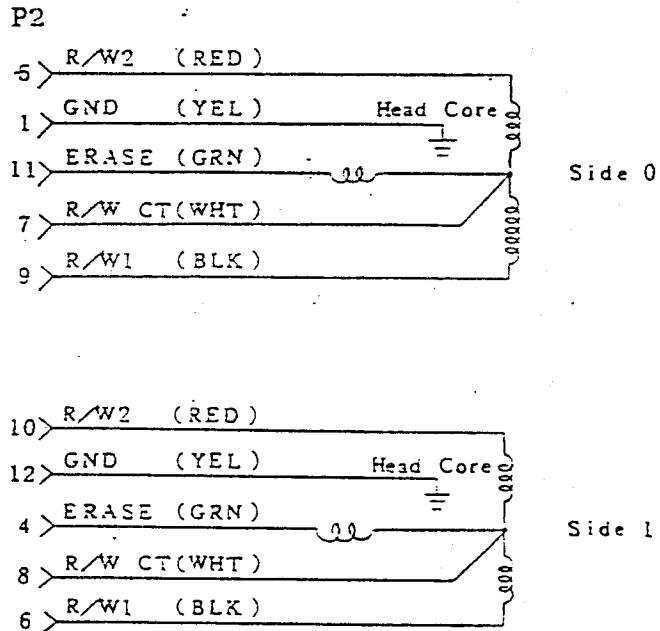 P2
5 R/W2 (RED)
1 GND (YEL) Head Core
11 ERASE (GRN)
Side 0
7 R/W CT(WHT)
9 R/W1 (BLK)
10 R/W2 (RED)
12 GND (YEL) Head Core
4 ERASE (GRN)
Side 1
8 R/W CT(WHT)
6 R/W1 (BLK)